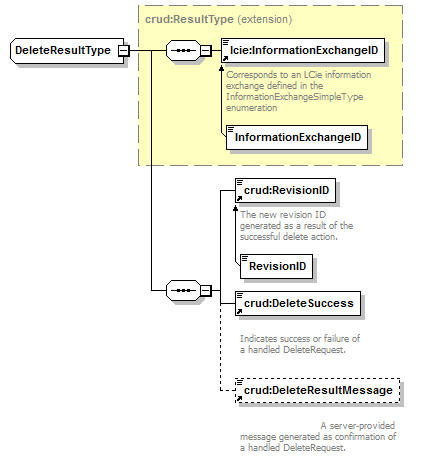 crud:ResultType (extension)
DeleteResultType
lcie:InformationExchangeID
Corresponds to an LCie information
exchange defined in the
InformationExchangeSimpleType
enumeration
InformationExchangeID
crud:RevisionID
The new revision ID
generated as a result of the
successful delete action.
RevisionID
crud:DeleteSuccess
Indicates success or failure of
a handled DeleteRequest.
crud:DeleteResultMessage
A server-provided
message generated as confirmation of
a handled DeleteRequest.